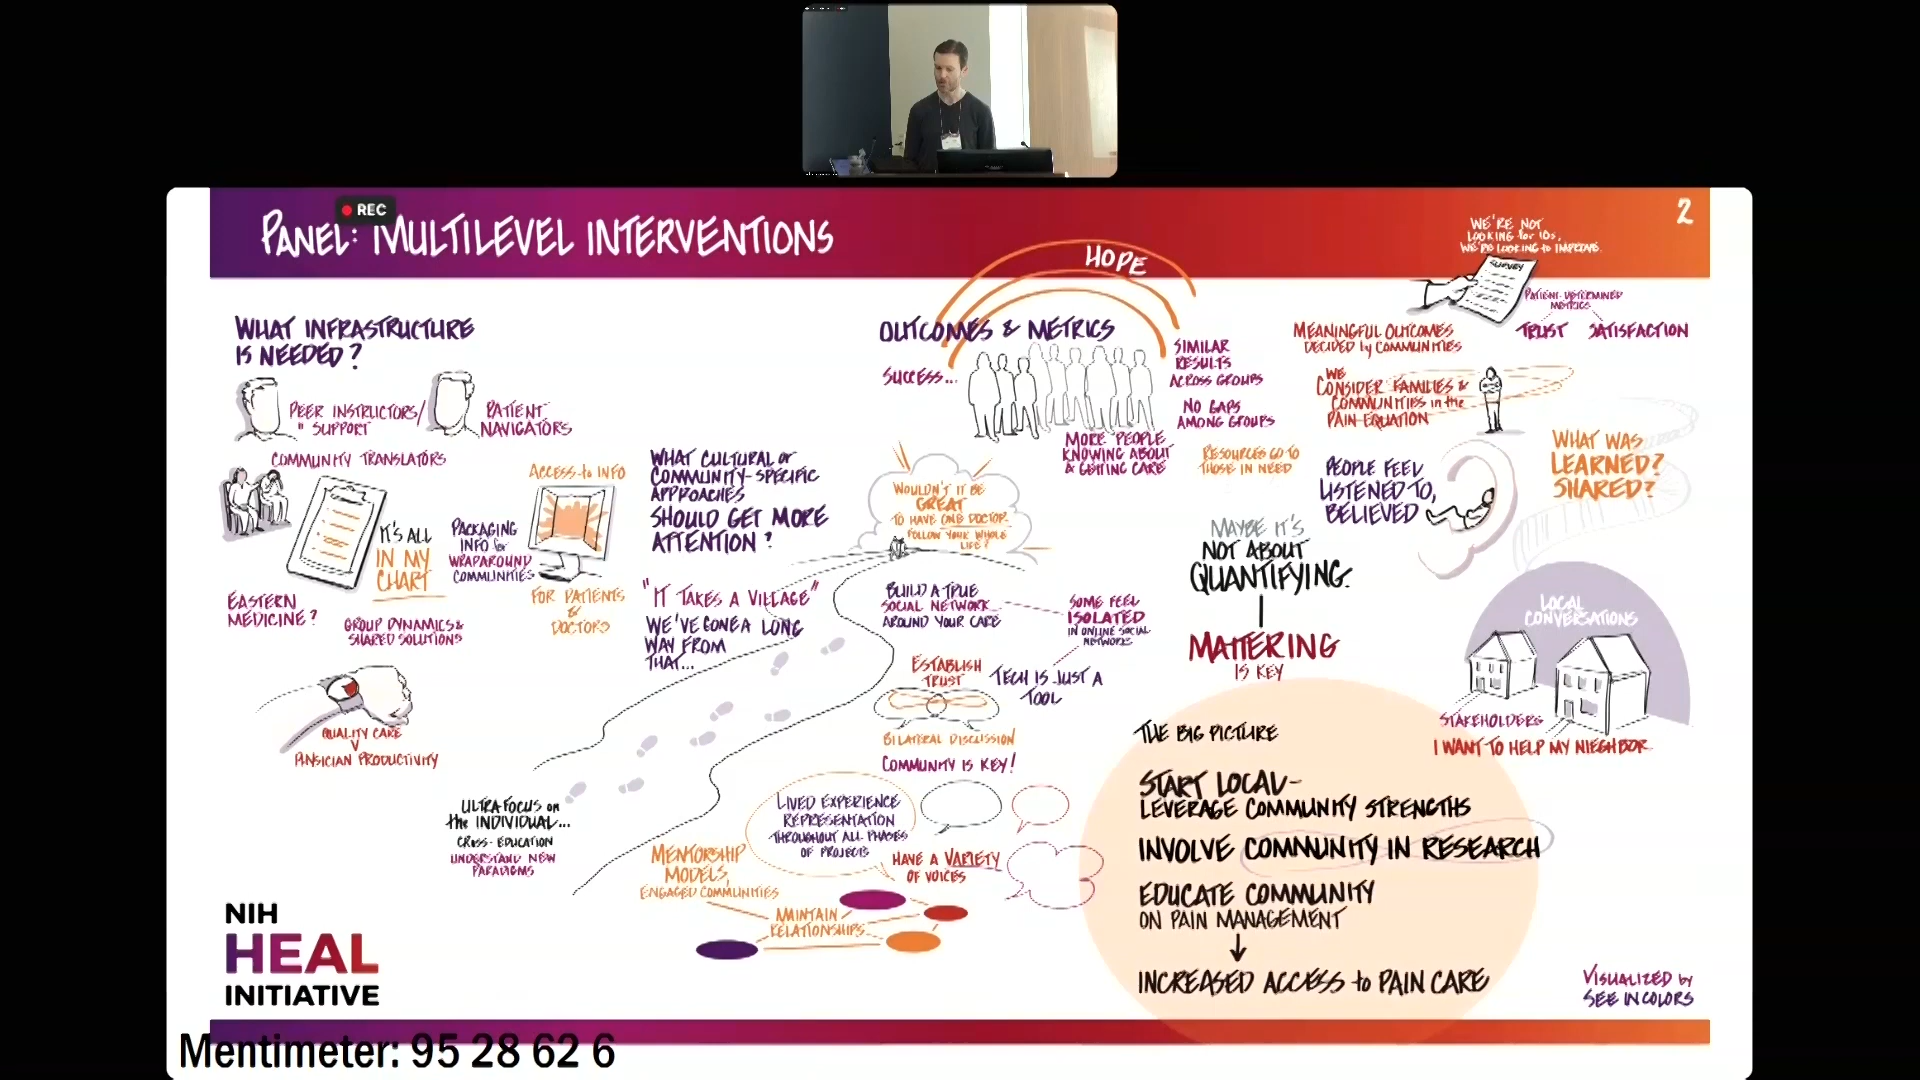 REC
PANEL: MULTILEVEL INTERVENTIONS
2
HOPE
WE'RE NOT
LOOKING for 10s,
WE'RE LOOKING to IMPROVE.
SURVEY
PATIENT-DETERMINED
METRICS
TRUST
SATISFACTION
WHAT INFRASTRUCTURE
IS NEEDED?
PEER INSTRUCTORS/
" SUPPORT
PATIENT
NAVIGATORS
COMMUNITY TRANSLATORS
IT'S ALL
IN MY
CHART
ACCESS to INFO
PACKAGING
INFO for
WRAPAROUND
COMMUNITIES
FOR PATIENTS
&
DOCTORS
EASTERN
MEDICINE?
GROUP DYNAMICS &
SHARED SOLUTIONS
QUALITY CARE
V
PHYSICIAN PRODUCTIVITY
ULTRA-FOCUS on
the INDIVIDUAL...
CROSS-EDUCATION
UNDERSTAND NEW
PARADIGMS
WHAT CULTURAL or
COMMUNITY-SPECIFIC
APPROACHES
SHOULD GET MORE
ATTENTION?
"IT TAKES A VILLAGE"
WE'VE GONE A LONG
WAY FROM
THAT...
OUTCOMES & METRICS
SUCCESS...
SIMILAR
RESULTS
ACROSS GROUPS
NO GAPS
AMONG GROUPS
MORE PEOPLE
KNOWING ABOUT
& GETTING CARE
RESOURCES GO TO
THOSE IN NEED
MEANINGFUL OUTCOMES
DECIDED by COMMUNITIES
WE
CONSIDER FAMILIES &
COMMUNITIES in the
PAIN EQUATION
PEOPLE FEEL
LISTENED TO,
BELIEVED
WHAT WAS
LEARNED?
SHARED?
WOULDN'T IT BE
GREAT
TO HAVE ONE DOCTOR
FOLLOW YOUR WHOLE
LIFE?
BUILD A TRUE
SOCIAL NETWORK
AROUND YOUR CARE
SOME FEEL
ISOLATED
IN ONLINE SOCIAL
NETWORKS
ESTABLISH
TRUST
TECH IS JUST A
TOOL
BILATERAL DISCUSSION
COMMUNITY IS KEY!
LIVED EXPERIENCE
REPRESENTATION
THROUGHOUT ALL PHASES
OF PROJECTS
HAVE A VARIETY
OF VOICES
MENTORSHIP
MODELS,
ENGAGED COMMUNITIES
MAINTAIN
RELATIONSHIPS
MAYBE IT'S
NOT ABOUT
QUANTIFYING.
MATTERING
IS KEY
LOCAL
CONVERSATIONS
STAKEHOLDERS
I WANT TO HELP MY NIEGHBOR
THE BIG PICTURE
START LOCAL-
LEVERAGE COMMUNITY STRENGTHS
INVOLVE COMMUNITY IN RESEARCH
EDUCATE COMMUNITY
ON PAIN MANAGEMENT
INCREASED ACCESS to PAIN CARE
NIH
HEAL
INITIATIVE
VISUALIZED by
SEE IN COLORS
Mentimeter: 95 28 62 6